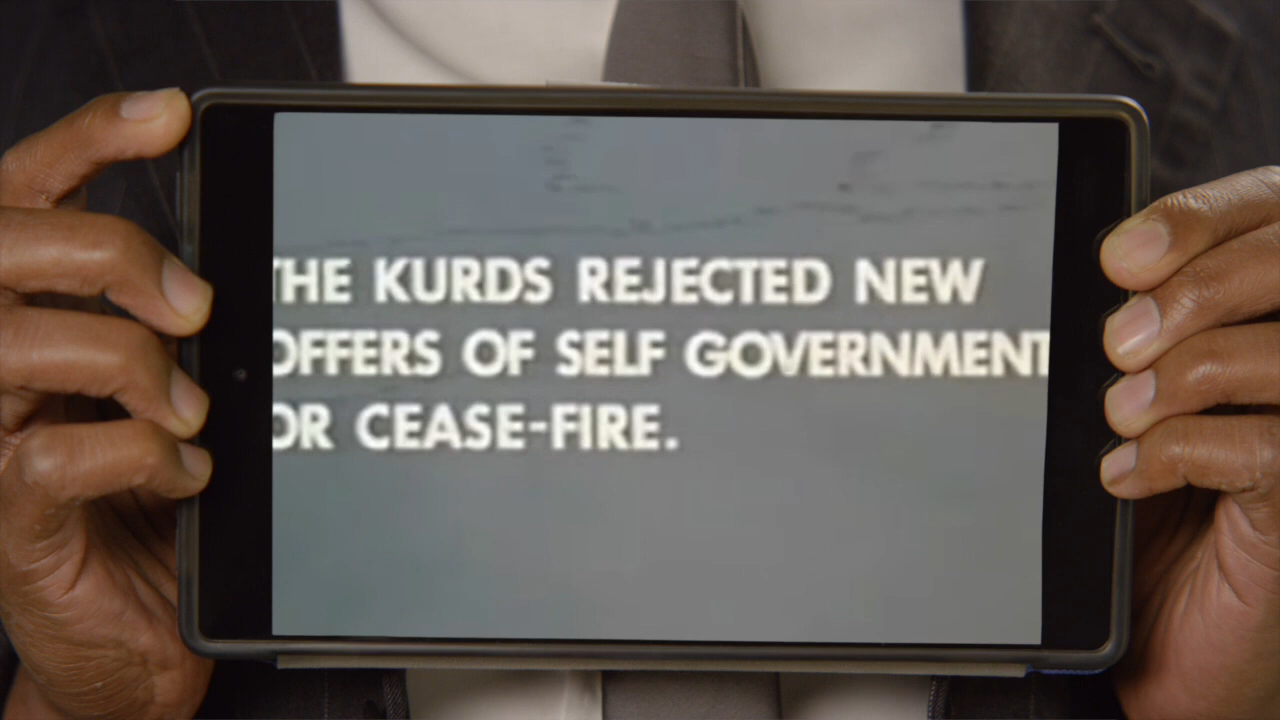 THE KURDS REJECTED NEW
OFFERS OF SELF GOVERNMENT
OR CEASE-FIRE.